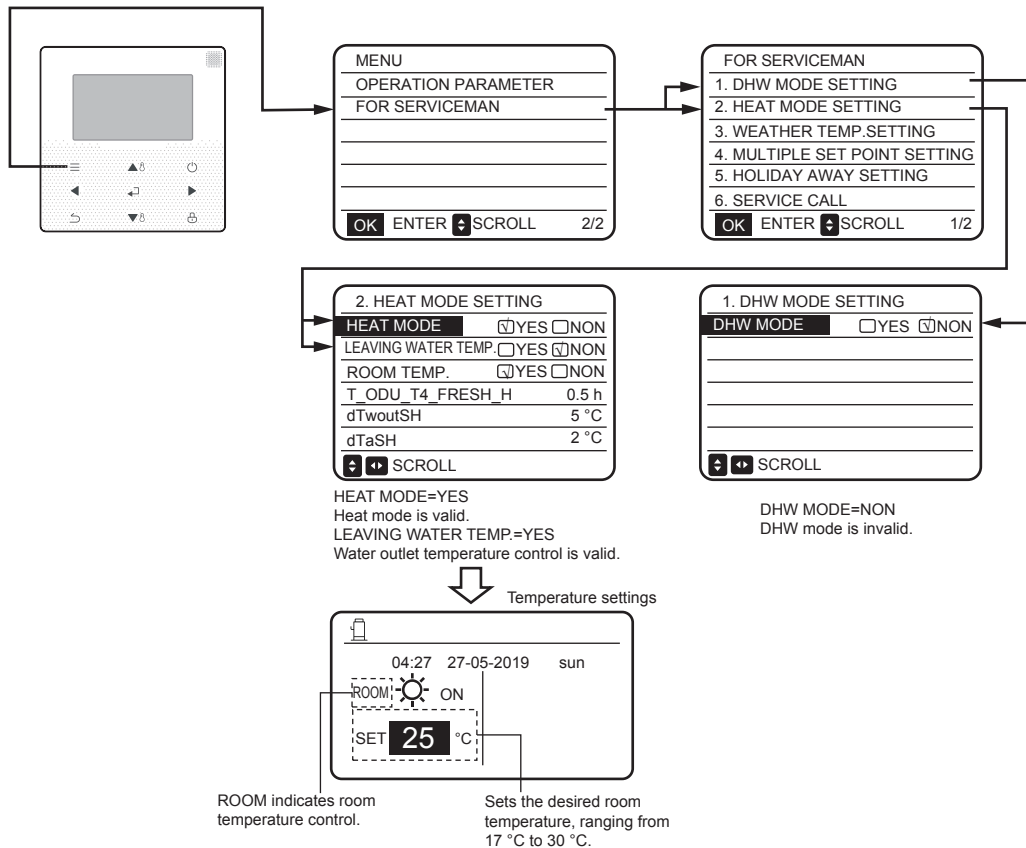 MENU
OPERATION PARAMETER
FOR SERVICEMAN
OK ENTER SCROLL 2/2
FOR SERVICEMAN
1. DHW MODE SETTING
2. HEAT MODE SETTING
3. WEATHER TEMP.SETTING
4. MULTIPLE SET POINT SETTING
5. HOLIDAY AWAY SETTING
6. SERVICE CALL
OK ENTER SCROLL 1/2
2. HEAT MODE SETTING
HEAT MODE √YES NON
LEAVING WATER TEMP. YES √NON
ROOM TEMP. √YES NON
T_ODU_T4_FRESH_H 0.5 h
dTwoutSH 5 °C
dTaSH 2 °C
SCROLL
HEAT MODE=YES
Heat mode is valid.
LEAVING WATER TEMP.=YES
Water outlet temperature control is valid.
1. DHW MODE SETTING
DHW MODE YES √NON
SCROLL
DHW MODE=NON
DHW mode is invalid.
Temperature settings
04:27 27-05-2019 sun
ROOM ON
SET 25 °C
ROOM indicates room
temperature control.
Sets the desired room
temperature, ranging from
17 °C to 30 °C.